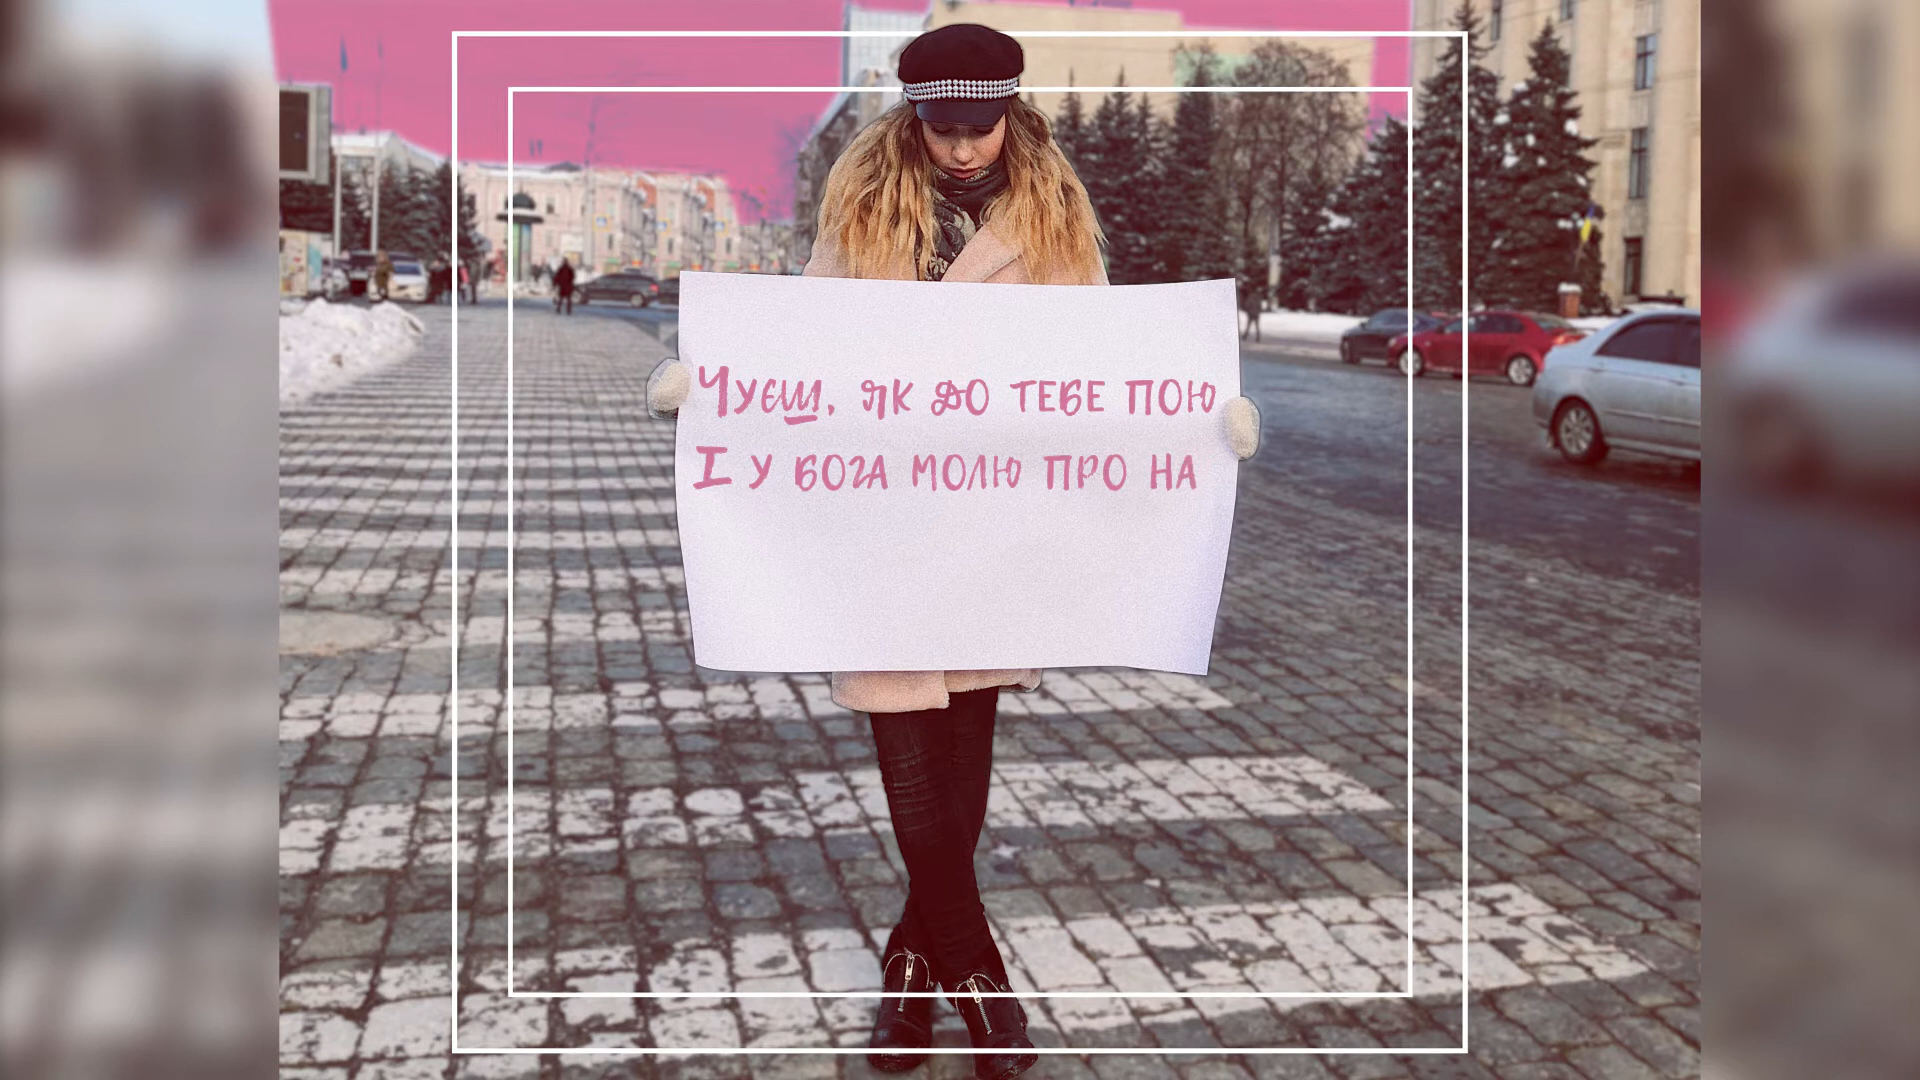 Чуєш, як до тебе пою
І у бога молю про на